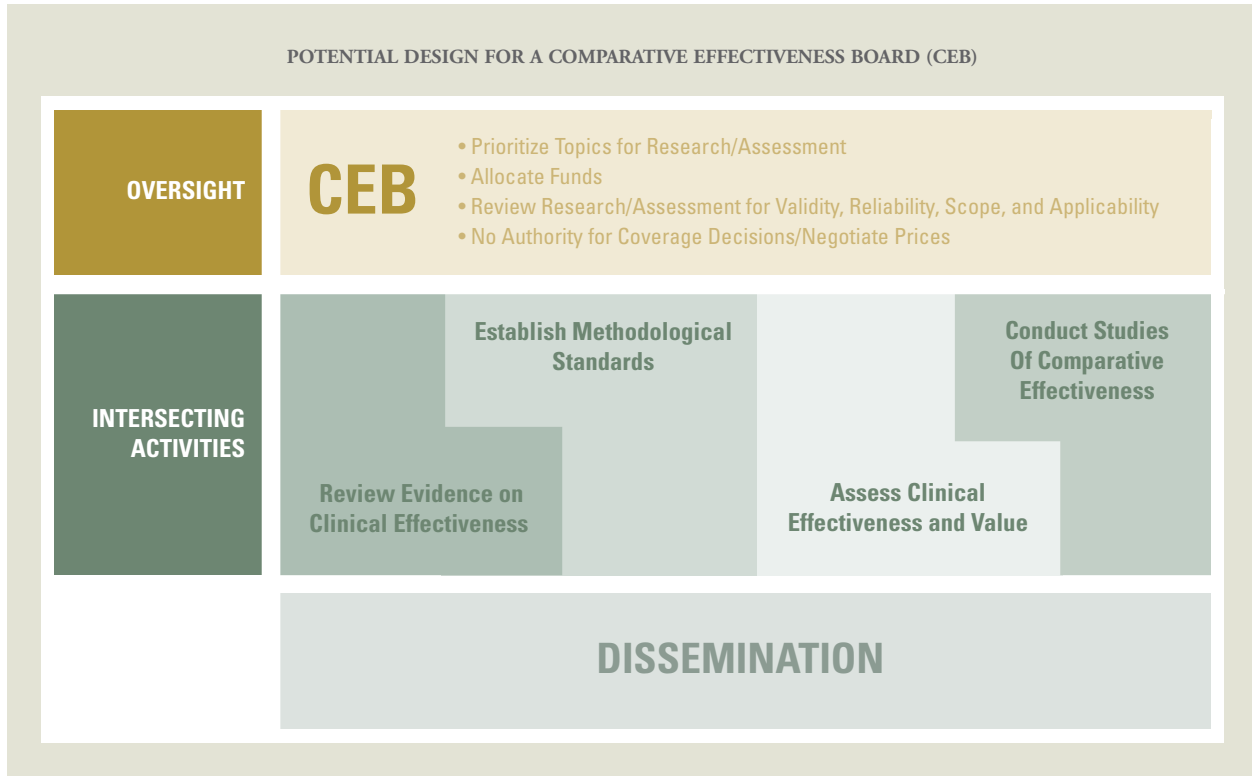 POTENTIAL DESIGN FOR A COMPARATIVE EFFECTIVENESS BOARD (CEB)
OVERSIGHT
CEB
• Prioritize Topics for Research/Assessment
• Allocate Funds
• Review Research/Assessment for Validity, Reliability, Scope, and Applicability
• No Authority for Coverage Decisions/Negotiate Prices
INTERSECTING
ACTIVITIES
Review Evidence on
Clinical Effectiveness
Establish Methodological
Standards
Assess Clinical
Effectiveness and Value
Conduct Studies
Of Comparative
Effectiveness
DISSEMINATION